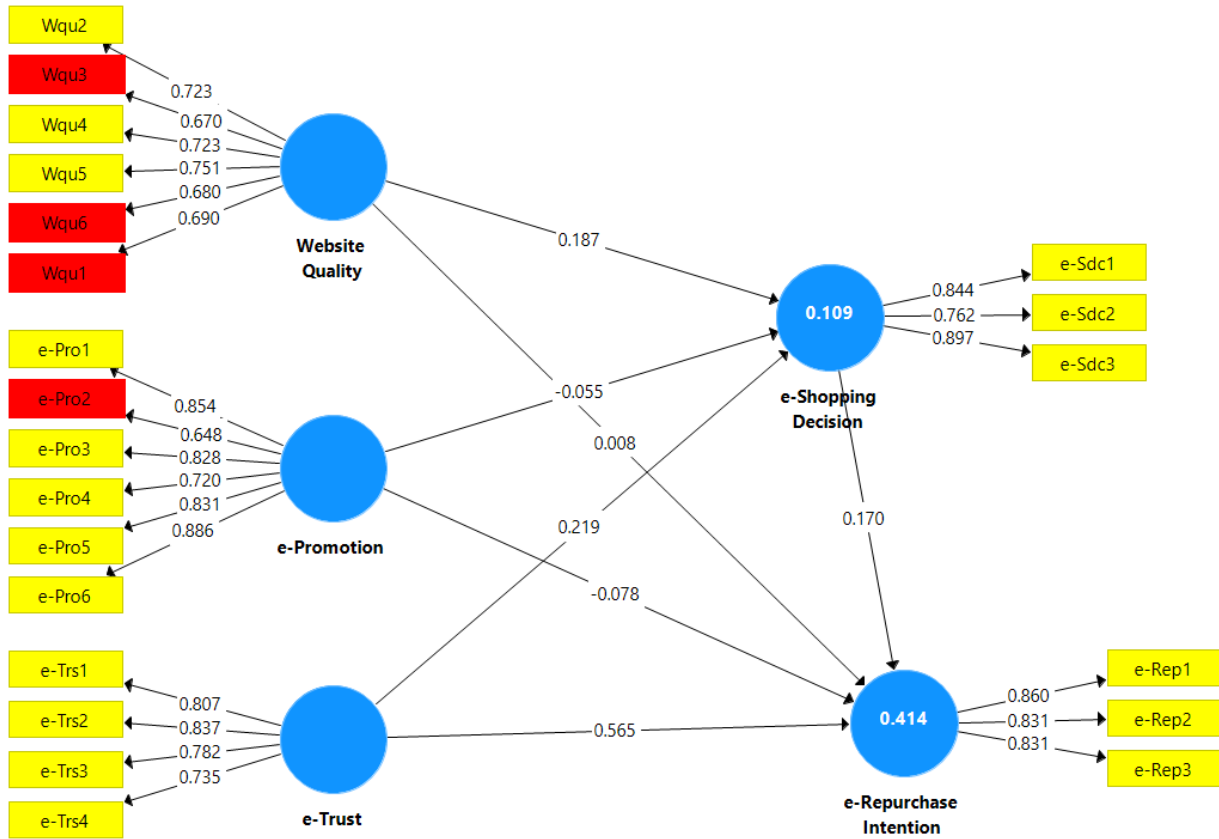 Wqu2
Wqu3
Wqu4
Wqu5
Wqu6
Wqu1
0.723
0.670
0.723
0.751
0.680
0.690
Website
Quality
e-Pro1
e-Pro2
e-Pro3
e-Pro4
e-Pro5
e-Pro6
0.854
0.648
0.828
0.720
0.831
0.886
e-Promotion
e-Trs1
e-Trs2
e-Trs3
e-Trs4
0.807
0.837
0.782
0.735
e-Trust
0.187
-0.055
0.008
0.219
-0.078
0.565
0.109
e-Shopping
Decision
0.170
0.844
0.762
0.897
e-Sdc1
e-Sdc2
e-Sdc3
0.414
e-Repurchase
Intention
0.860
0.831
0.831
e-Rep1
e-Rep2
e-Rep3